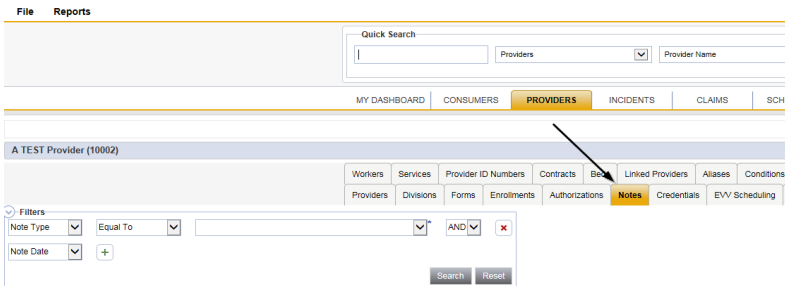 File Reports
Quick Search
Providers Provider Name
MY DASHBOARD CONSUMERS PROVIDERS INCIDENTS CLAIMS SCH
A TEST Provider (10002)
Workers Services Provider ID Numbers Contracts Linked Providers Aliases Conditions
Providers Divisions Forms Enrollments Authorizations Notes Credentials EVV Scheduling
Filters
Note Type Equal To * AND
Note Date
Search Reset